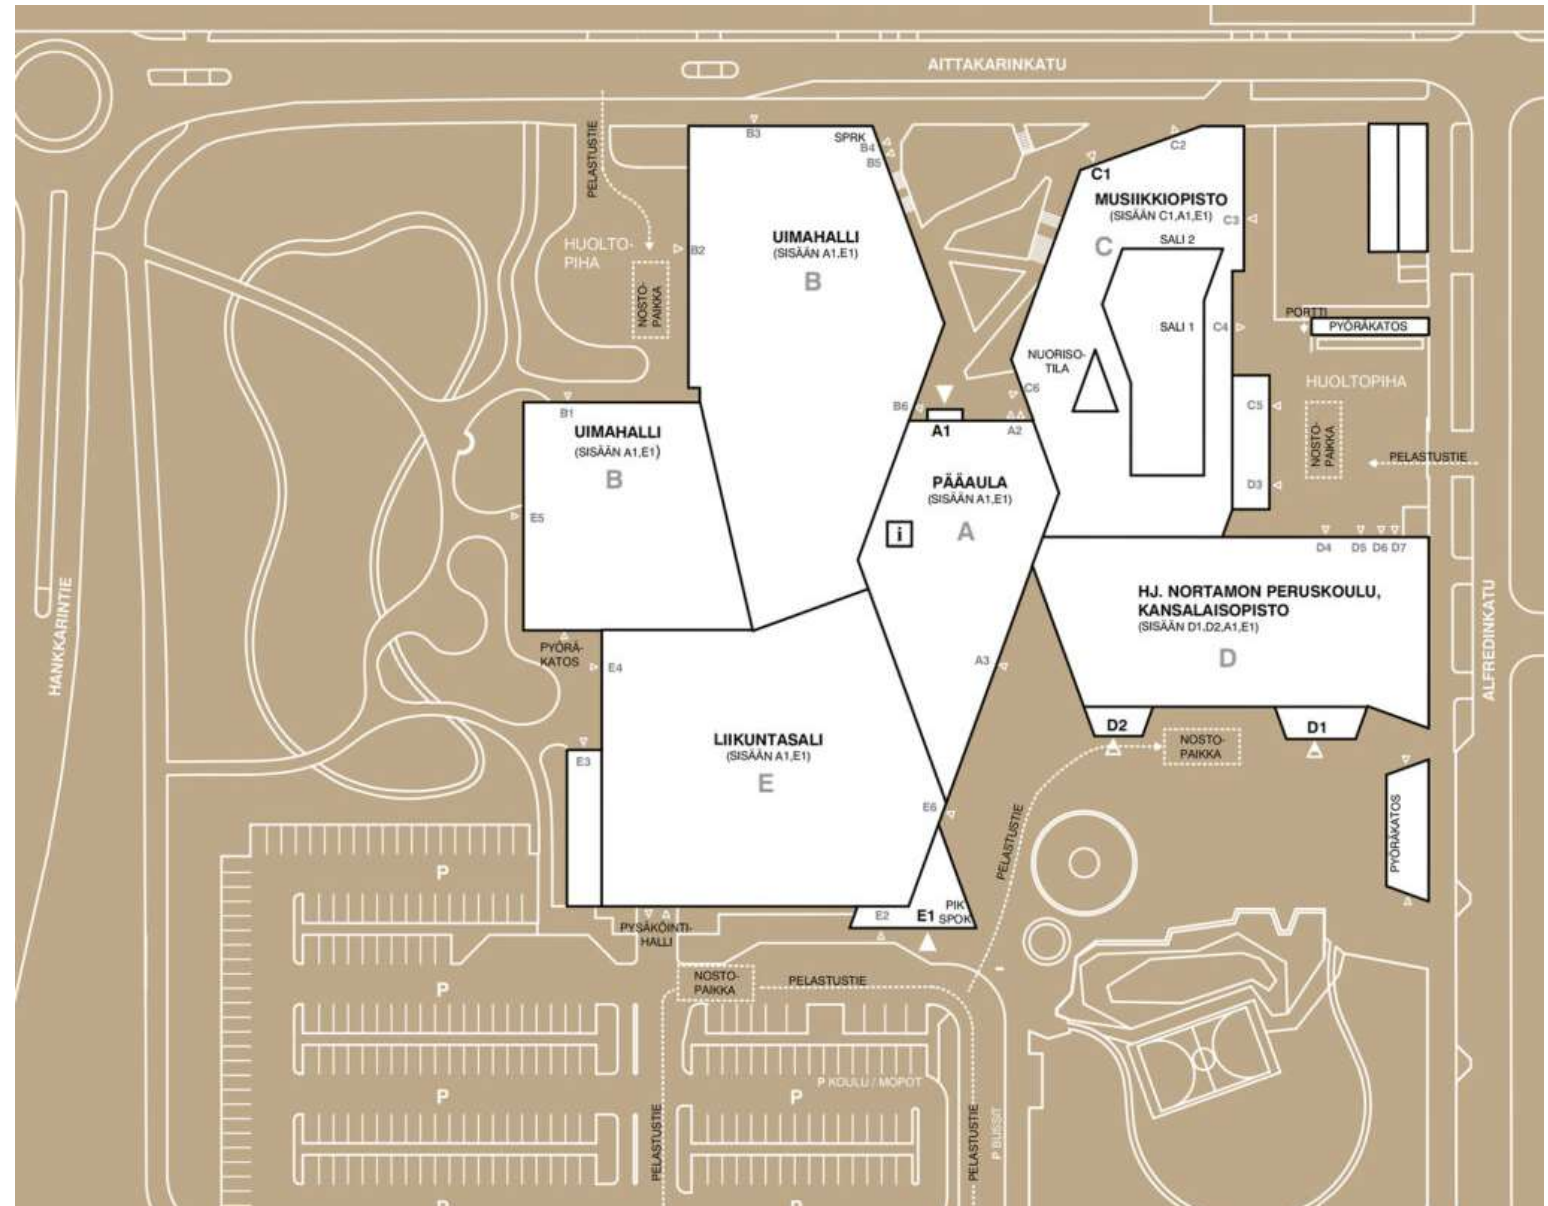 AITTAKARINKATU
PELASTUSTIE
B3
SPRK
B4
B5
C2
C1
MUSIIKKIOPISTO
(SISÄÄN C1,A1,E1)
C3
C
SALI 2
HUOLTO-
PIHA
B2
UIMAHALLI
(SISÄÄN A1,E1)
B
NOSTO-
PAIKKA
PORTTI
PYÖRÄKATOS
SALI 1
C4
NUORISO-
TILA
C6
HUOLTOPIHA
C5
B1
B6
A1
A2
UIMAHALLI
(SISÄÄN A1,E1)
B
NOSTO-
PAIKKA
PELASTUSTIE
PÄÄAULA
(SISÄÄN A1,E1)
D3
E5
i
A
D4
D5
D6
D7
HANKKARINTIE
ALFREDINKATU
HJ. NORTAMON PERUSKOULU,
KANSALAISOPISTO
(SISÄÄN D1,D2,A1,E1)
D
PYÖRÄ-
KATOS
E4
A3
LIIKUNTASALI
(SISÄÄN A1,E1)
E
D2
D1
NOSTO-
PAIKKA
E3
E6
PELASTUSTIE
PYÖRÄKATOS
P
PIK
SPOK
E2
E1
PYSÄKÖINTI-
HALLI
NOSTO-
PAIKKA
PELASTUSTIE
P
P KOULU / MOPOT
P
P
PELASTUSTIE
PELASTUSTIE
P BUSSIT
P
P